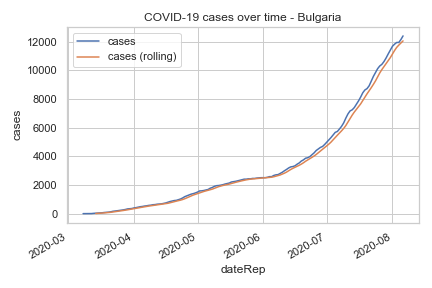 COVID-19 cases over time - Bulgaria
cases
cases (rolling)
12000
10000
8000
6000
4000
2000
0
cases
2020-03
2020-04
2020-05
2020-06
2020-07
2020-08
dateRep